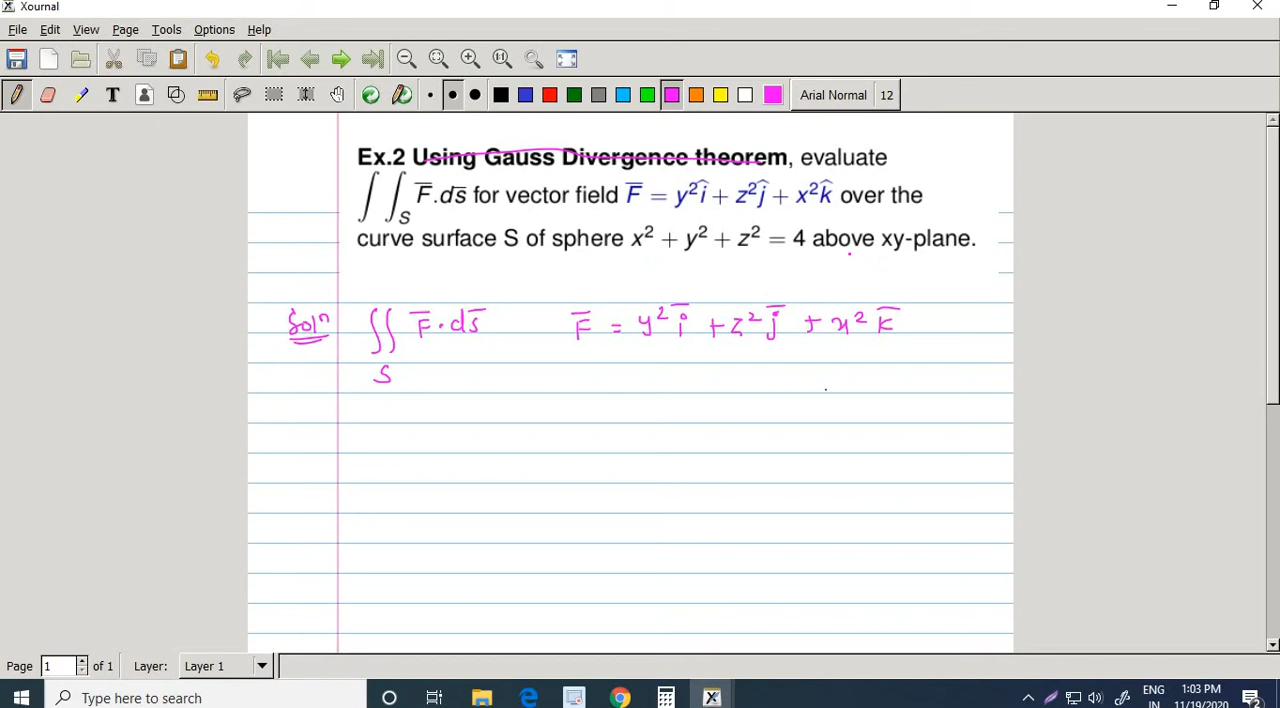 Xournal
File Edit View Page Tools Options Help
T Arial Normal 12
Ex.2 Using Gauss Divergence theorem, evaluate
∫∫_S F̅.ds̅ for vector field F̅ = y²î + z²ĵ + x²k̂ over the
curve surface S of sphere x² + y² + z² = 4 above xy-plane.
Soln ∬_S F̅·ds̅ F̅ = y² i̅ + z² j̅ + x² k̅
Page 1 of 1 Layer: Layer 1
Type here to search
ENG 1:03 PM
IN 11/19/2020 2